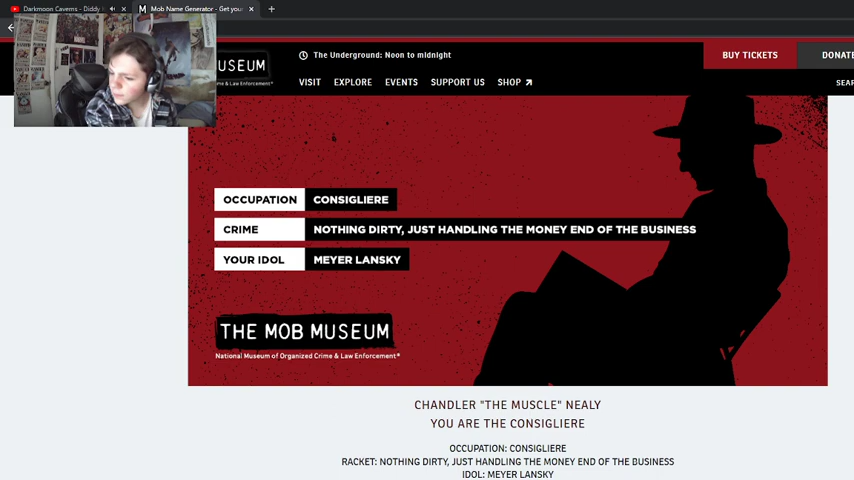 Darkmoon Caverns - Diddy
Mob Name Generator - Get your
USEUM
& Law Enforcement®
The Underground: Noon to midnight
BUY TICKETS
DONATE
VISIT EXPLORE EVENTS SUPPORT US SHOP
SEAR
OCCUPATION CONSIGLIERE
CRIME NOTHING DIRTY, JUST HANDLING THE MONEY END OF THE BUSINESS
YOUR IDOL MEYER LANSKY
THE MOB MUSEUM
National Museum of Organized Crime & Law Enforcement®
CHANDLER "THE MUSCLE" NEALY
YOU ARE THE CONSIGLIERE
OCCUPATION: CONSIGLIERE
RACKET: NOTHING DIRTY, JUST HANDLING THE MONEY END OF THE BUSINESS
IDOL: MEYER LANSKY